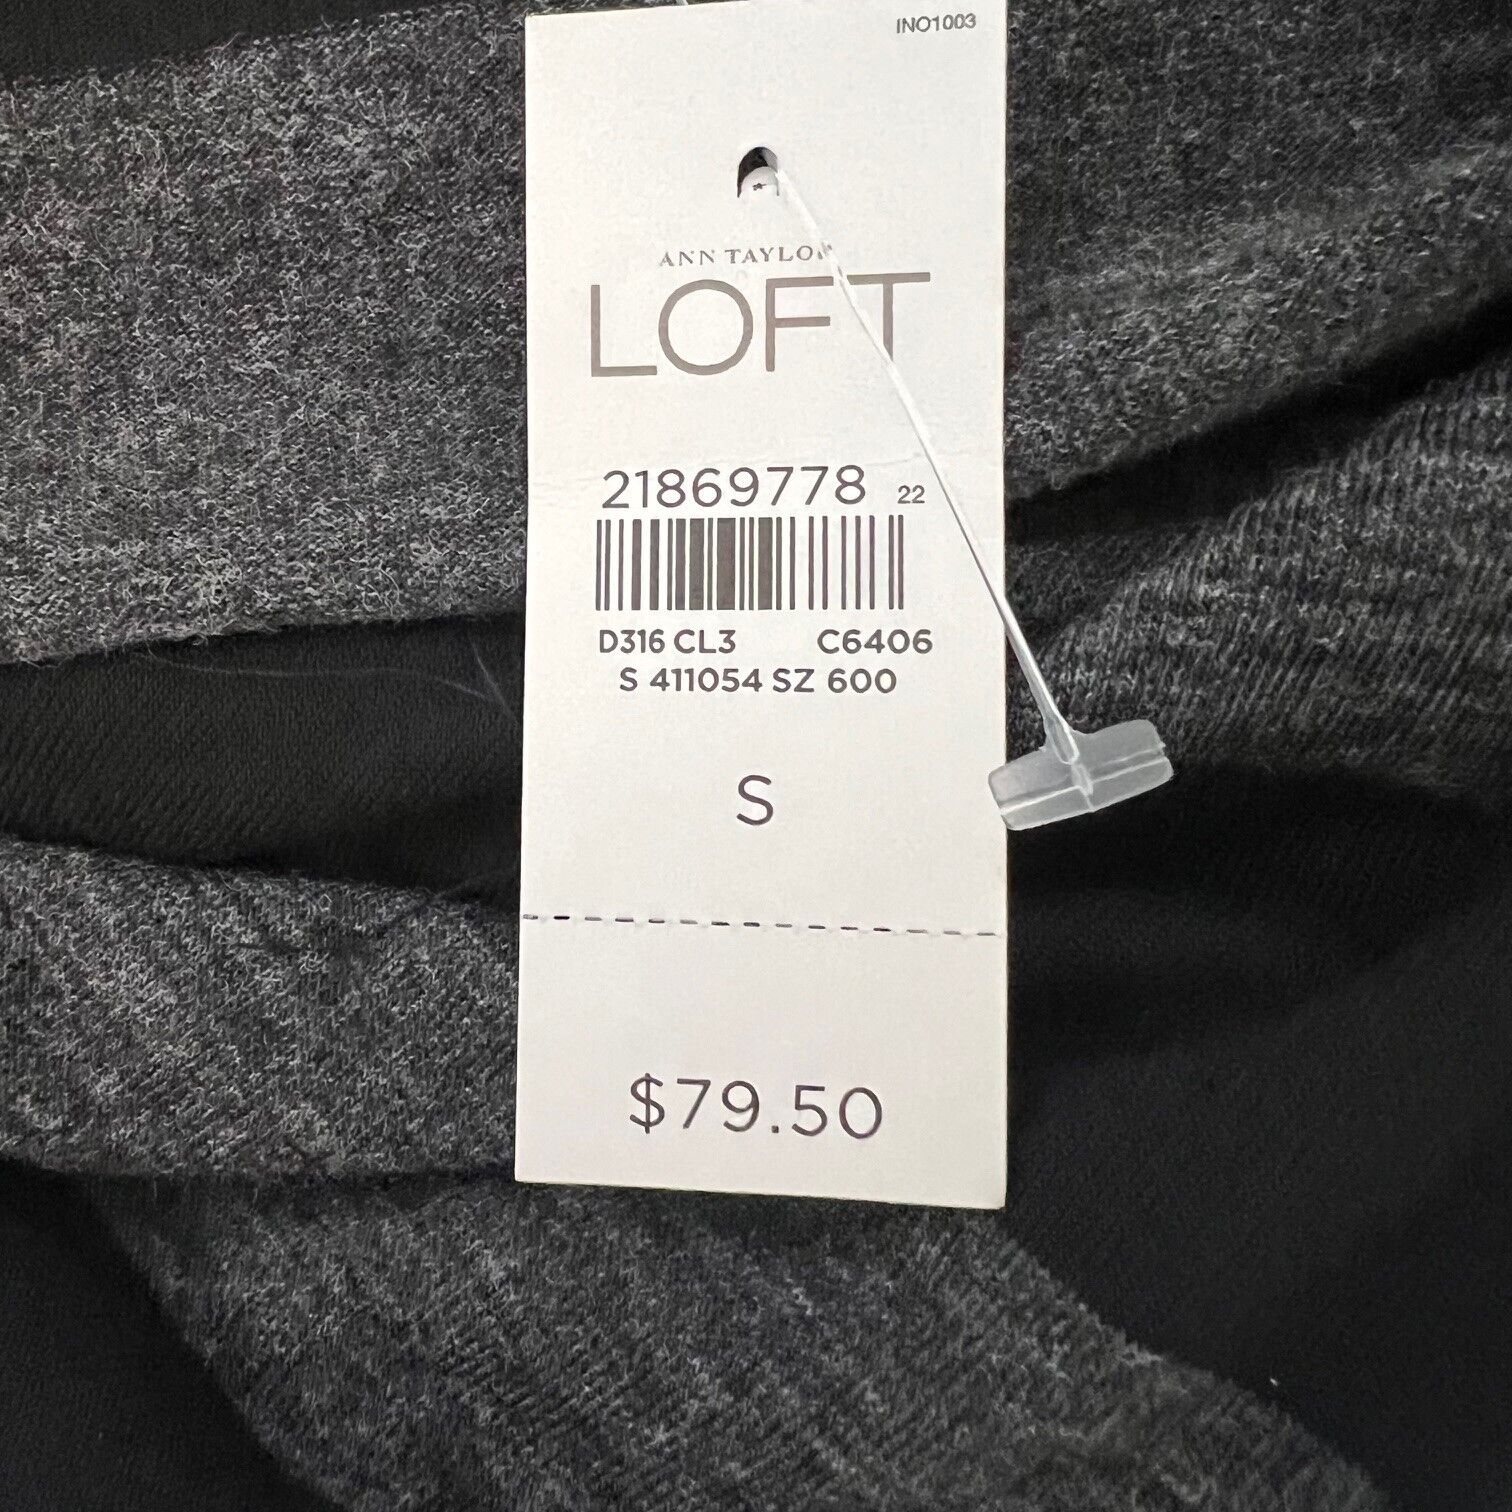 INO1003
ANN TAYLOR
LOFT
21869778 22
D316 CL3 C6406
S 411054 SZ 600
S
$79.50